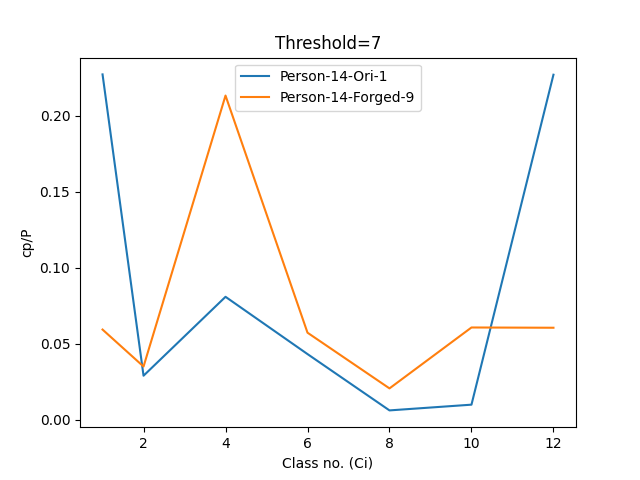 Threshold=7
Person-14-Ori-1
Person-14-Forged-9
0.20
0.15
0.10
0.05
0.00
cp/P
2 4 6 8 10 12
Class no. (Ci)